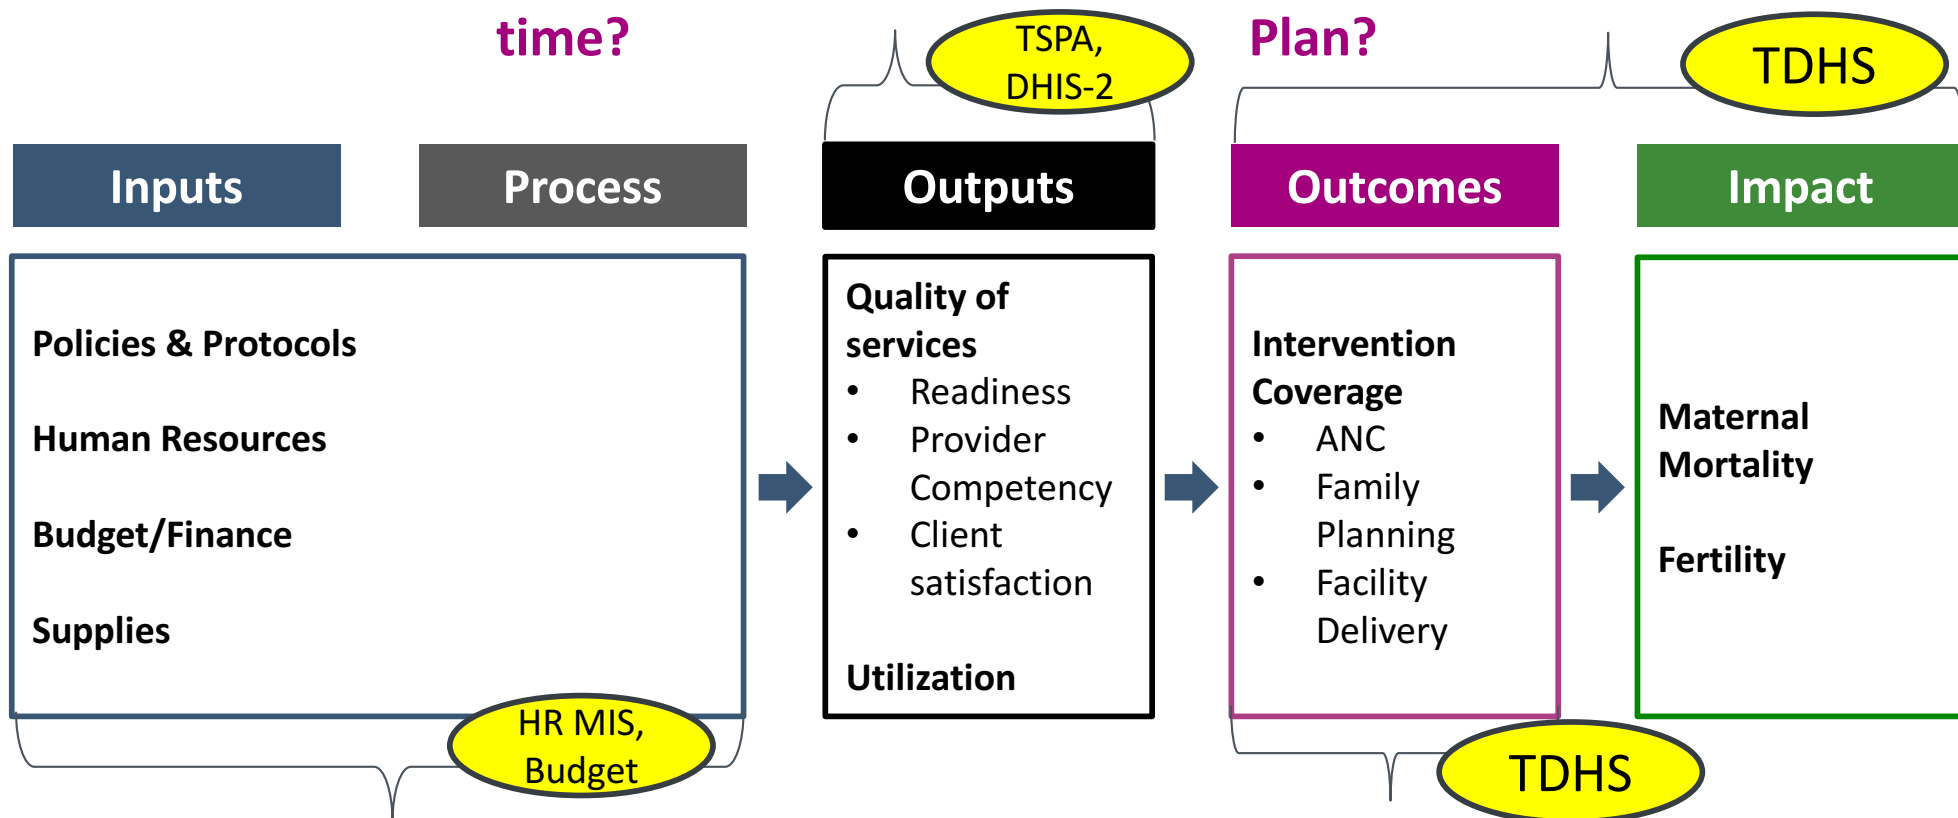 time?
TSPA,
DHIS-2
Plan?
TDHS
Inputs
Process
Outputs
Outcomes
Impact
Policies & Protocols
Human Resources
Budget/Finance
Supplies
HR MIS,
Budget
Quality of
services
• Readiness
• Provider
Competency
• Client
satisfaction
Utilization
Intervention
Coverage
• ANC
• Family
Planning
• Facility
Delivery
TDHS
Maternal
Mortality
Fertility